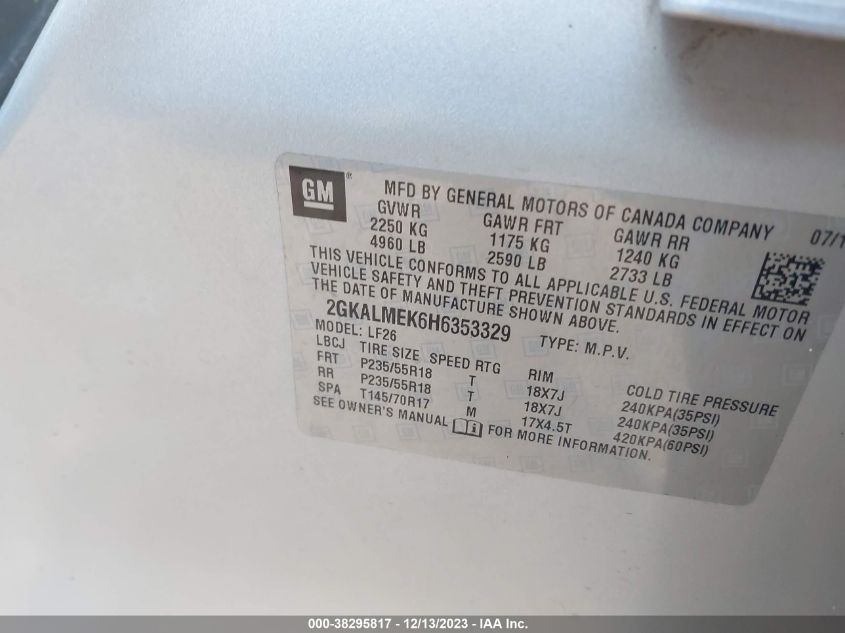 GM®
MFD BY GENERAL MOTORS OF CANADA COMPANY 07/1
GVWR GAWR FRT GAWR RR
2250 KG 1175 KG 1240 KG
4960 LB 2590 LB 2733 LB
THIS VEHICLE CONFORMS TO ALL APPLICABLE U.S. FEDERAL MOTOR
VEHICLE SAFETY AND THEFT PREVENTION STANDARDS IN EFFECT ON
THE DATE OF MANUFACTURE SHOWN ABOVE.
2GKALMEK6H6353329 TYPE: M.P.V.
MODEL: LF26
LBCJ TIRE SIZE SPEED RTG RIM COLD TIRE PRESSURE
FRT P235/55R18 T 18X7J 240KPA(35PSI)
RR P235/55R18 T 18X7J 240KPA(35PSI)
SPA T145/70R17 M 17X4.5T 420KPA(60PSI)
SEE OWNER'S MANUAL FOR MORE INFORMATION.
000-38295817 - 12/13/2023 - IAA Inc.